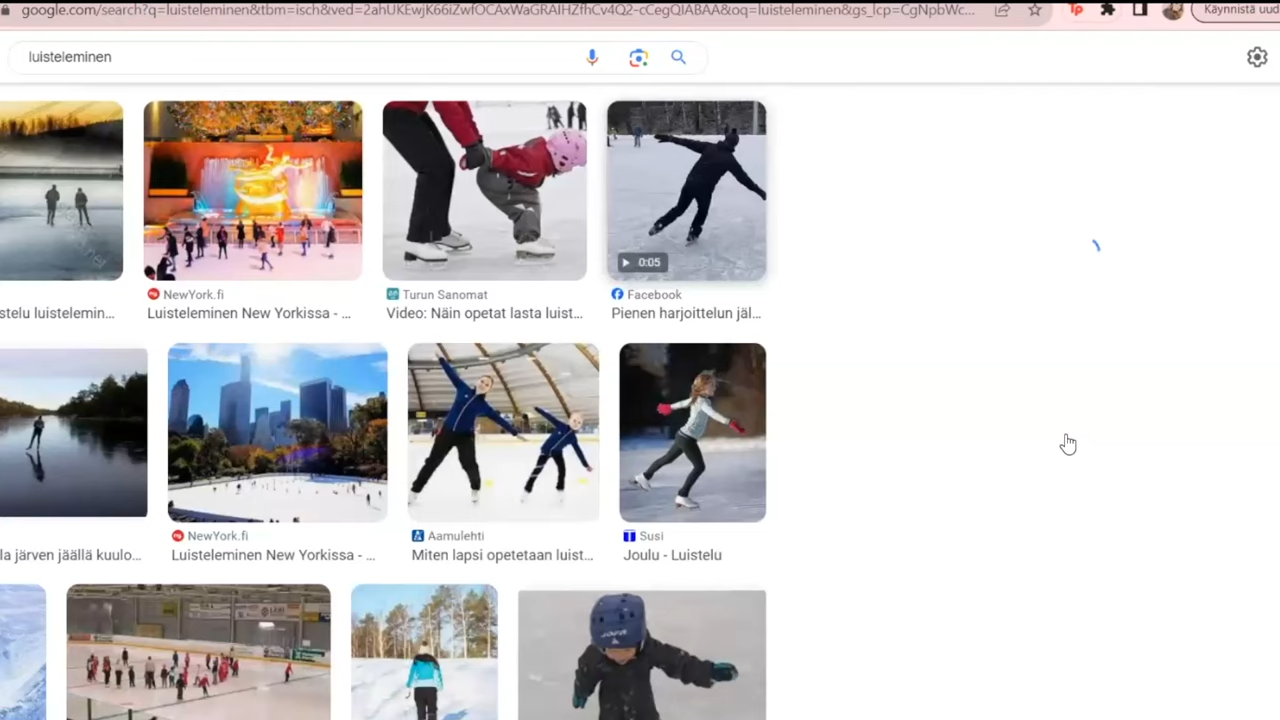 google.com/search?q=luisteleminen&tbm=isch&ved=2ahUKEwjK66iZwfOCAxWaGRAIHZfhCv4Q2-cCegQIABAA&oq=luisteleminen&gs_lcp=CgNpbWc...
Tp
Käynnistä uud
luisteleminen
0:05
NewYork.fi
Turun Sanomat
Facebook
stelu luistelemin...
Luisteleminen New Yorkissa - ...
Video: Näin opetat lasta luist...
Pienen harjoittelun jäl...
NewYork.fi
Aamulehti
Susi
la järven jäällä kuulo...
Luisteleminen New Yorkissa - ...
Miten lapsi opetetaan luist...
Joulu - Luistelu